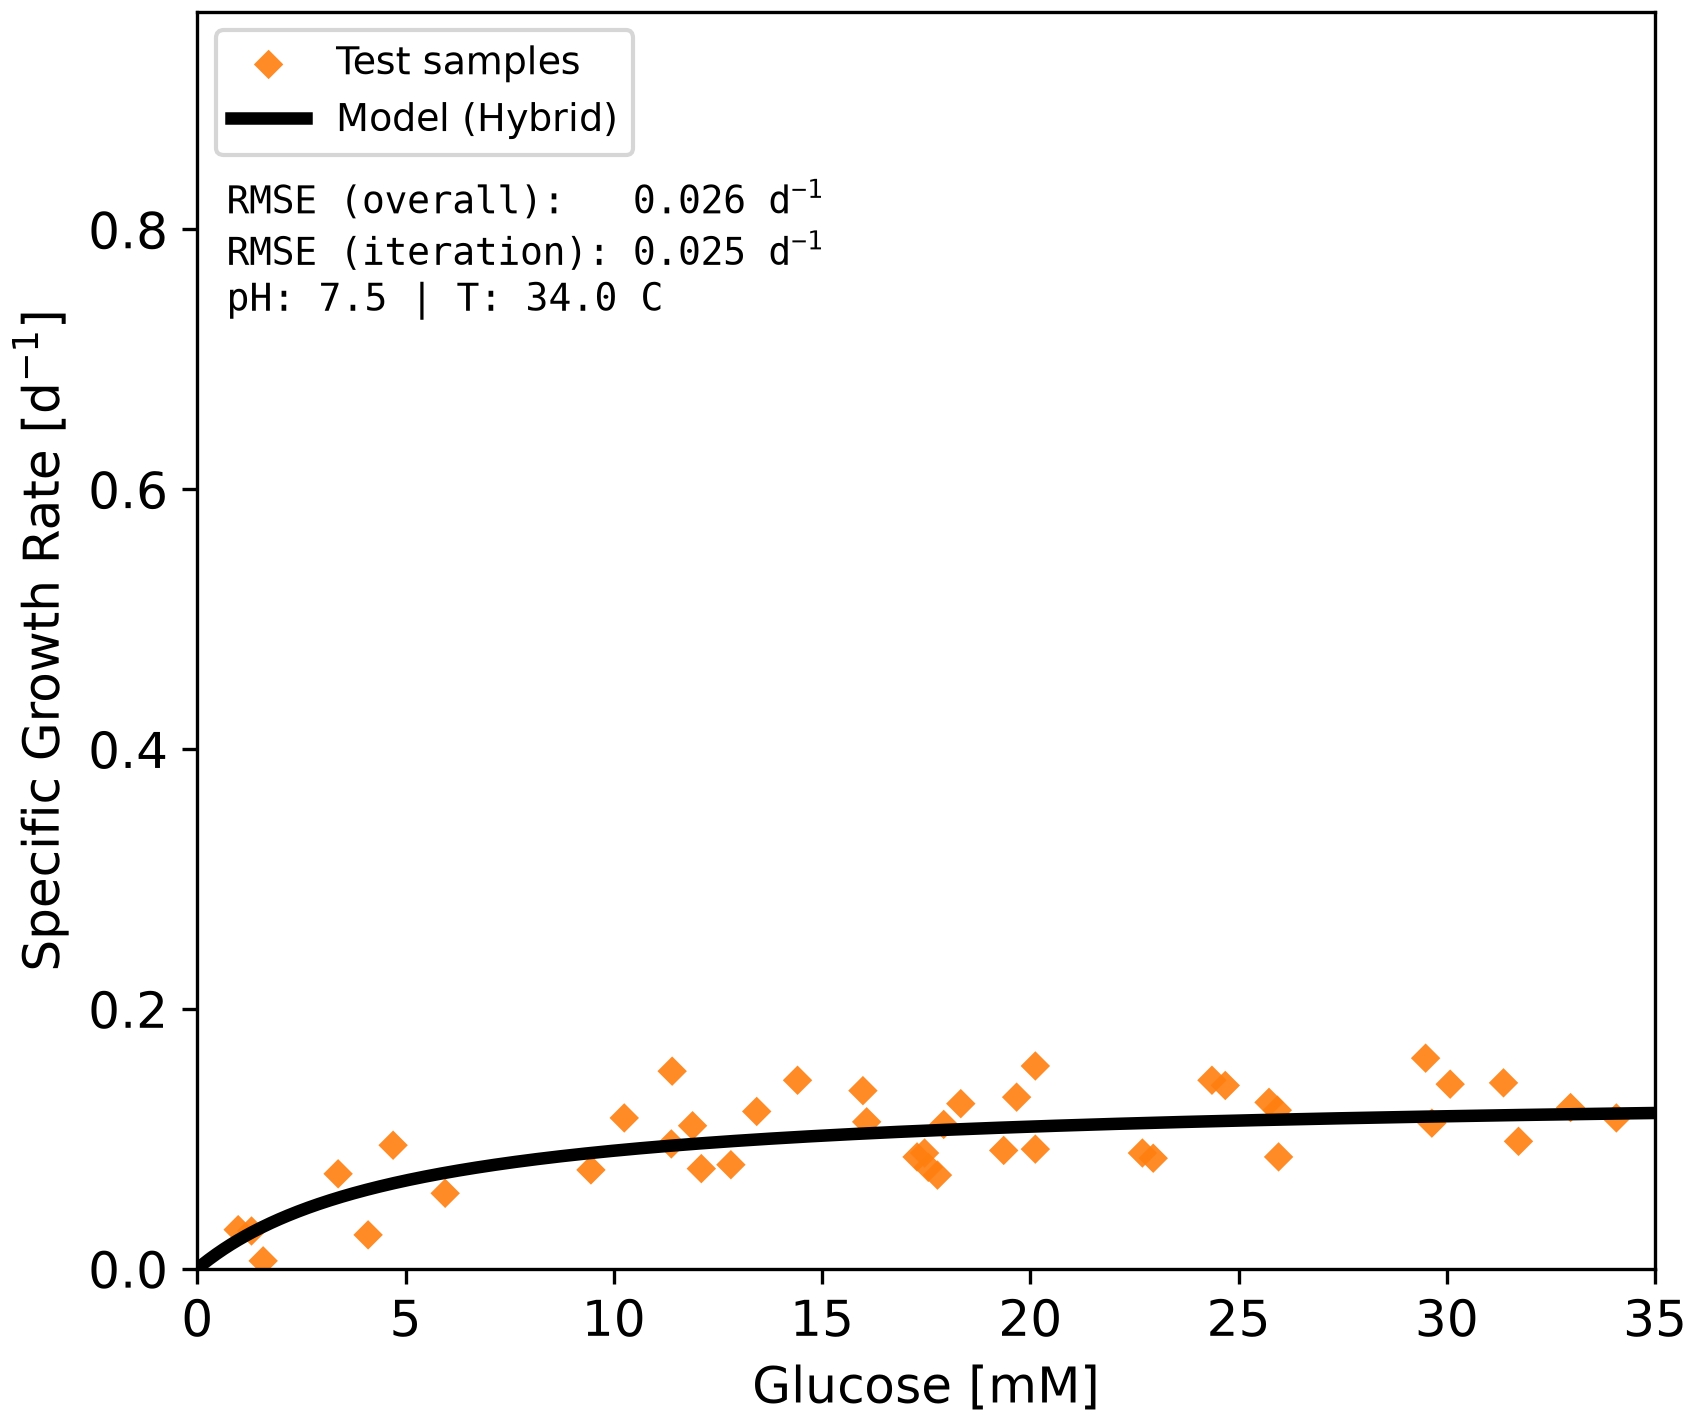 Test samples
Model (Hybrid)
RMSE (overall):   0.026 d⁻¹
RMSE (iteration): 0.025 d⁻¹
pH: 7.5 | T: 34.0 C
Specific Growth Rate [d⁻¹]
0.8
0.6
0.4
0.2
0.0
0 5 10 15 20 25 30 35
Glucose [mM]